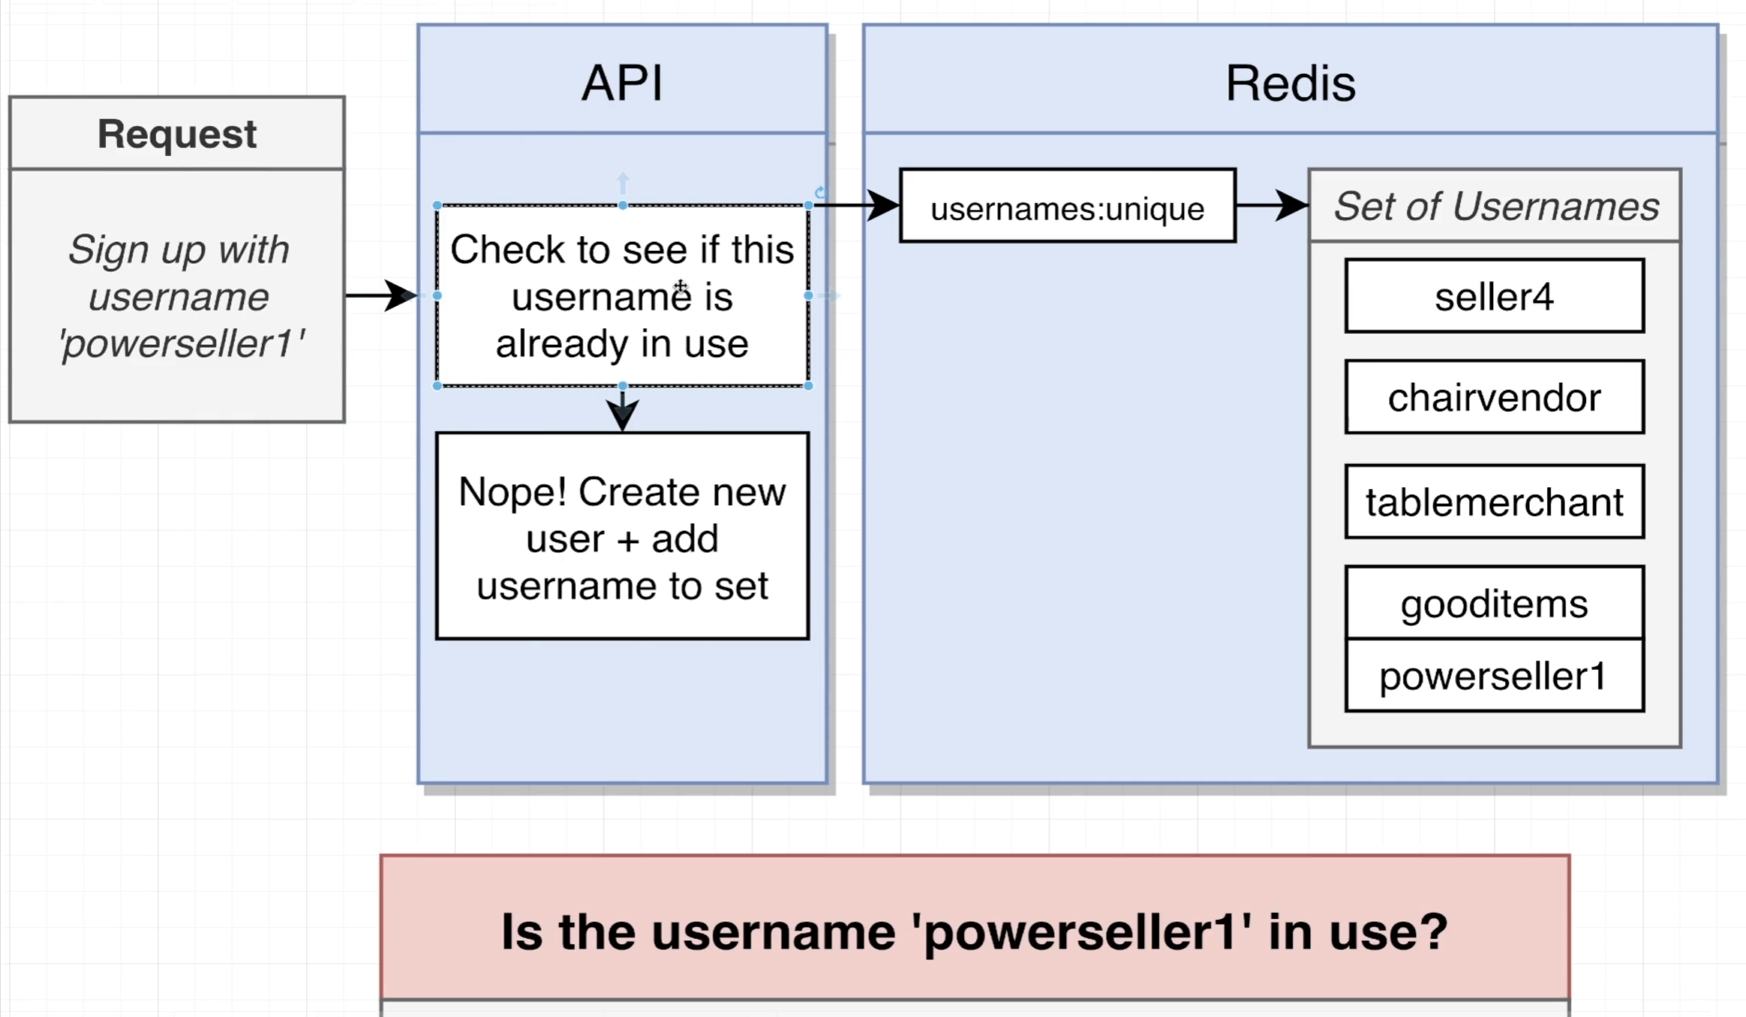 Request
Sign up with
username
'powerseller1'
API
Check to see if this
username is
already in use
Nope! Create new
user + add
username to set
Redis
usernames:unique
Set of Usernames
seller4
chairvendor
tablemerchant
gooditems
powerseller1
Is the username 'powerseller1' in use?